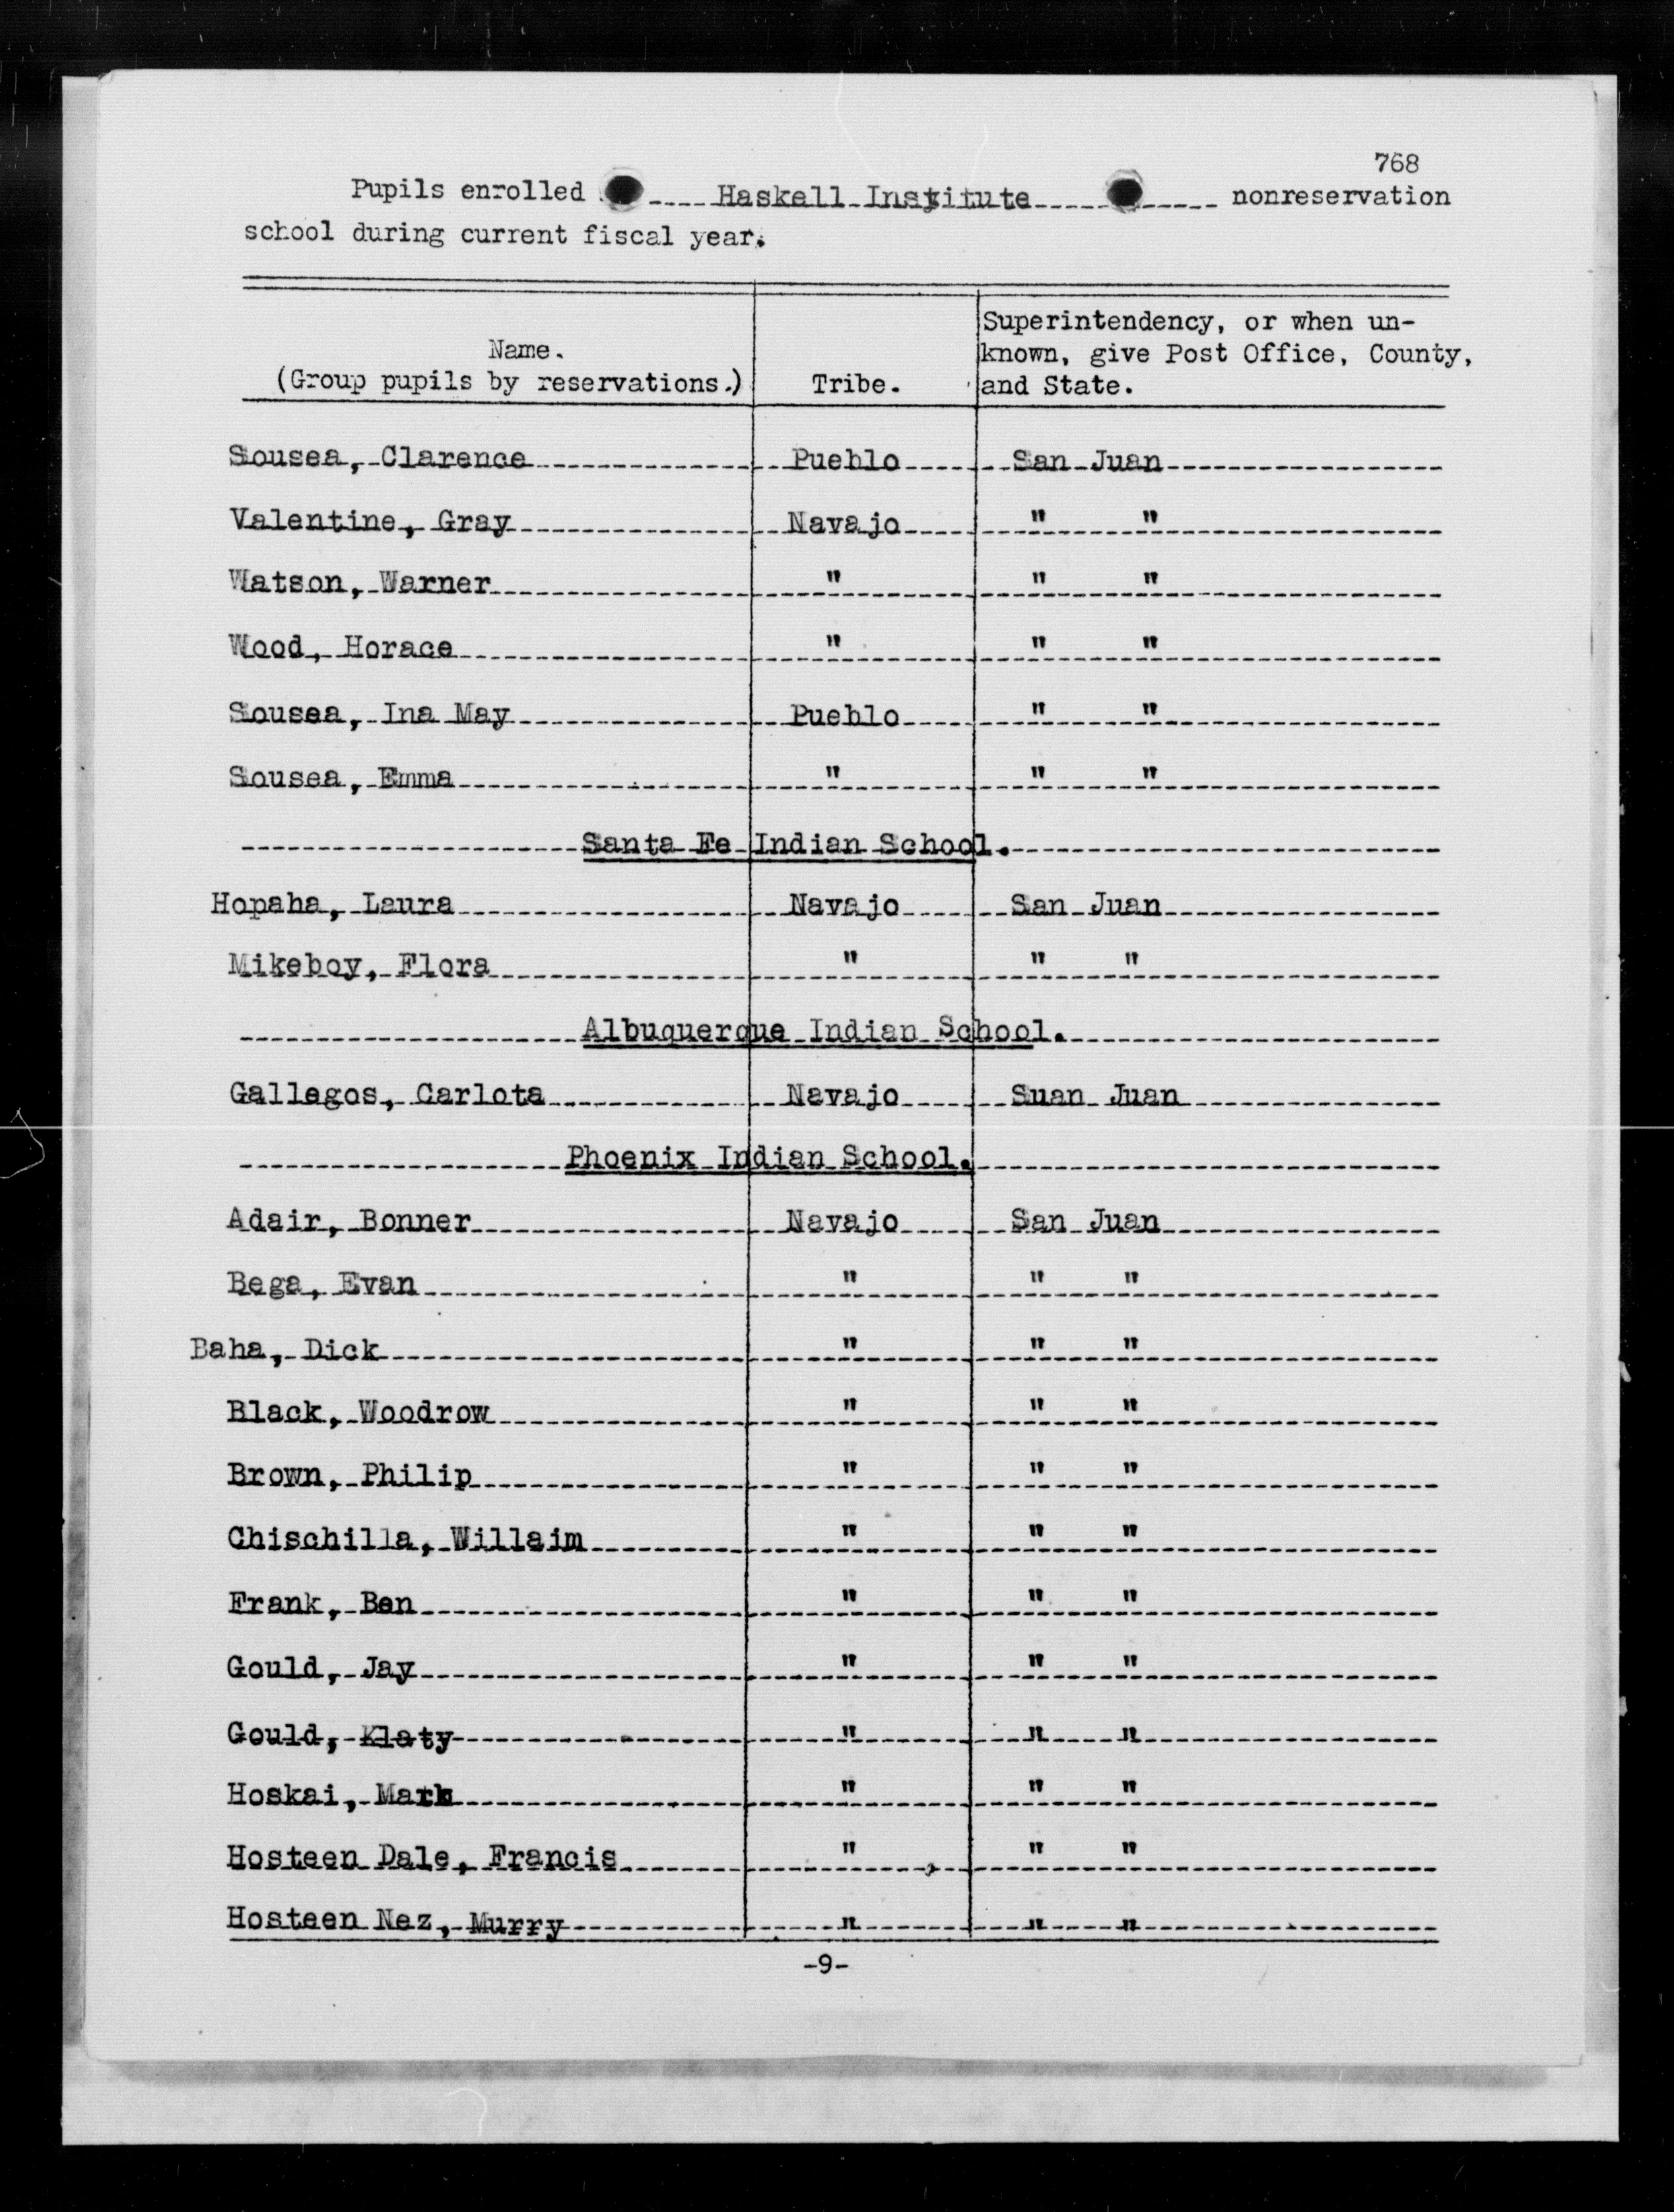 768
Pupils enrolled Haskell Institute nonreservation
school during current fiscal year.
Name.
(Group pupils by reservations.)
Tribe.
Superintendency, or when un-
known, give Post Office, County,
and State.
Sousea, Clarence Pueblo San Juan
Valentine, Gray Navajo " "
Watson, Warner " " "
Wood, Horace " " "
Sousea, Ina May Pueblo " "
Sousea, Emma " " "
Santa Fe Indian School.
Hopaha, Laura Navajo San Juan
Mikeboy, Flora " " "
Albuquerque Indian School.
Gallegos, Carlota Navajo Suan Juan
Phoenix Indian School.
Adair, Bonner Navajo San Juan
Bega, Evan " " "
Baha, Dick " " "
Black, Woodrow " " "
Brown, Philip " " "
Chischilla, Willaim " " "
Frank, Ben " " "
Gould, Jay " " "
Gould, Klaty " " "
Hoskai, Mark " " "
Hosteen Dale, Francis " " "
Hosteen Nez, Murry " " "
-9-